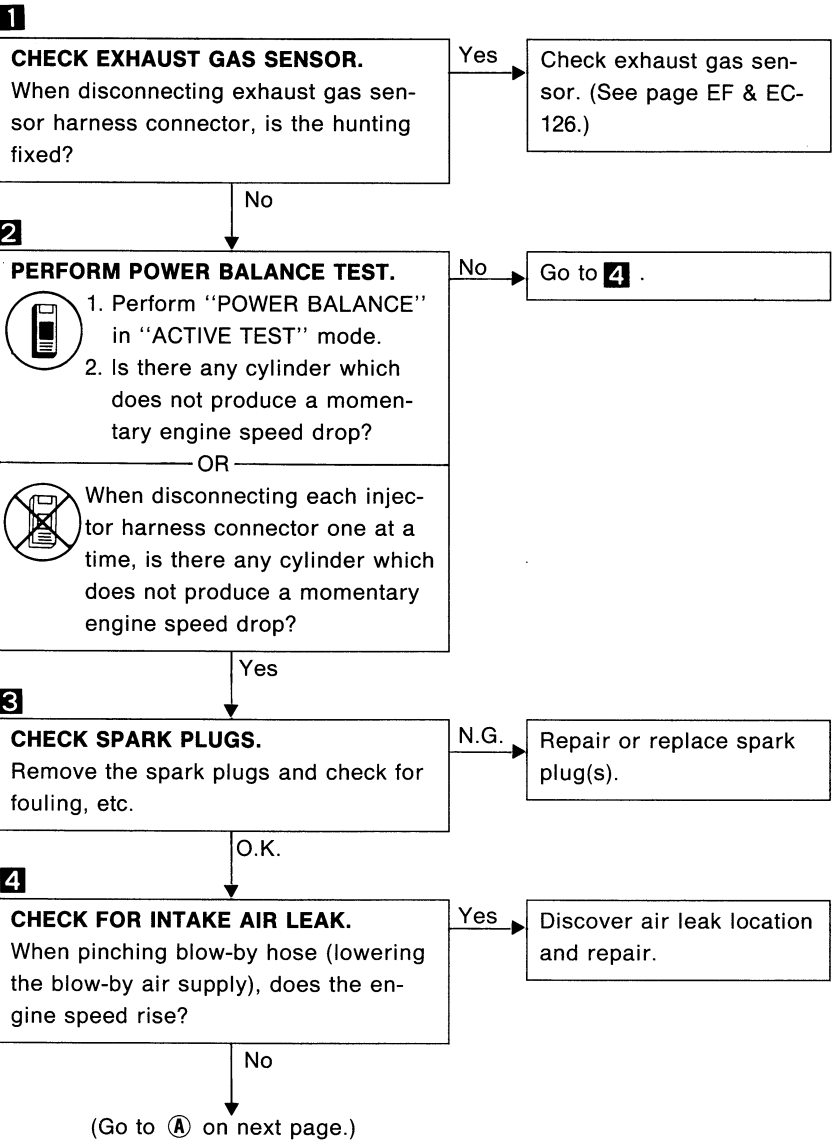 1
CHECK EXHAUST GAS SENSOR.
When disconnecting exhaust gas sen-
sor harness connector, is the hunting
fixed?
Yes
Check exhaust gas sen-
sor. (See page EF & EC-
126.)
No
2
PERFORM POWER BALANCE TEST.
1. Perform "POWER BALANCE"
in "ACTIVE TEST" mode.
2. Is there any cylinder which
does not produce a momen-
tary engine speed drop?
OR
When disconnecting each injec-
tor harness connector one at a
time, is there any cylinder which
does not produce a momentary
engine speed drop?
No
Go to 4 .
Yes
3
CHECK SPARK PLUGS.
Remove the spark plugs and check for
fouling, etc.
N.G.
Repair or replace spark
plug(s).
O.K.
4
CHECK FOR INTAKE AIR LEAK.
When pinching blow-by hose (lowering
the blow-by air supply), does the en-
gine speed rise?
Yes
Discover air leak location
and repair.
No
(Go to Ⓐ on next page.)